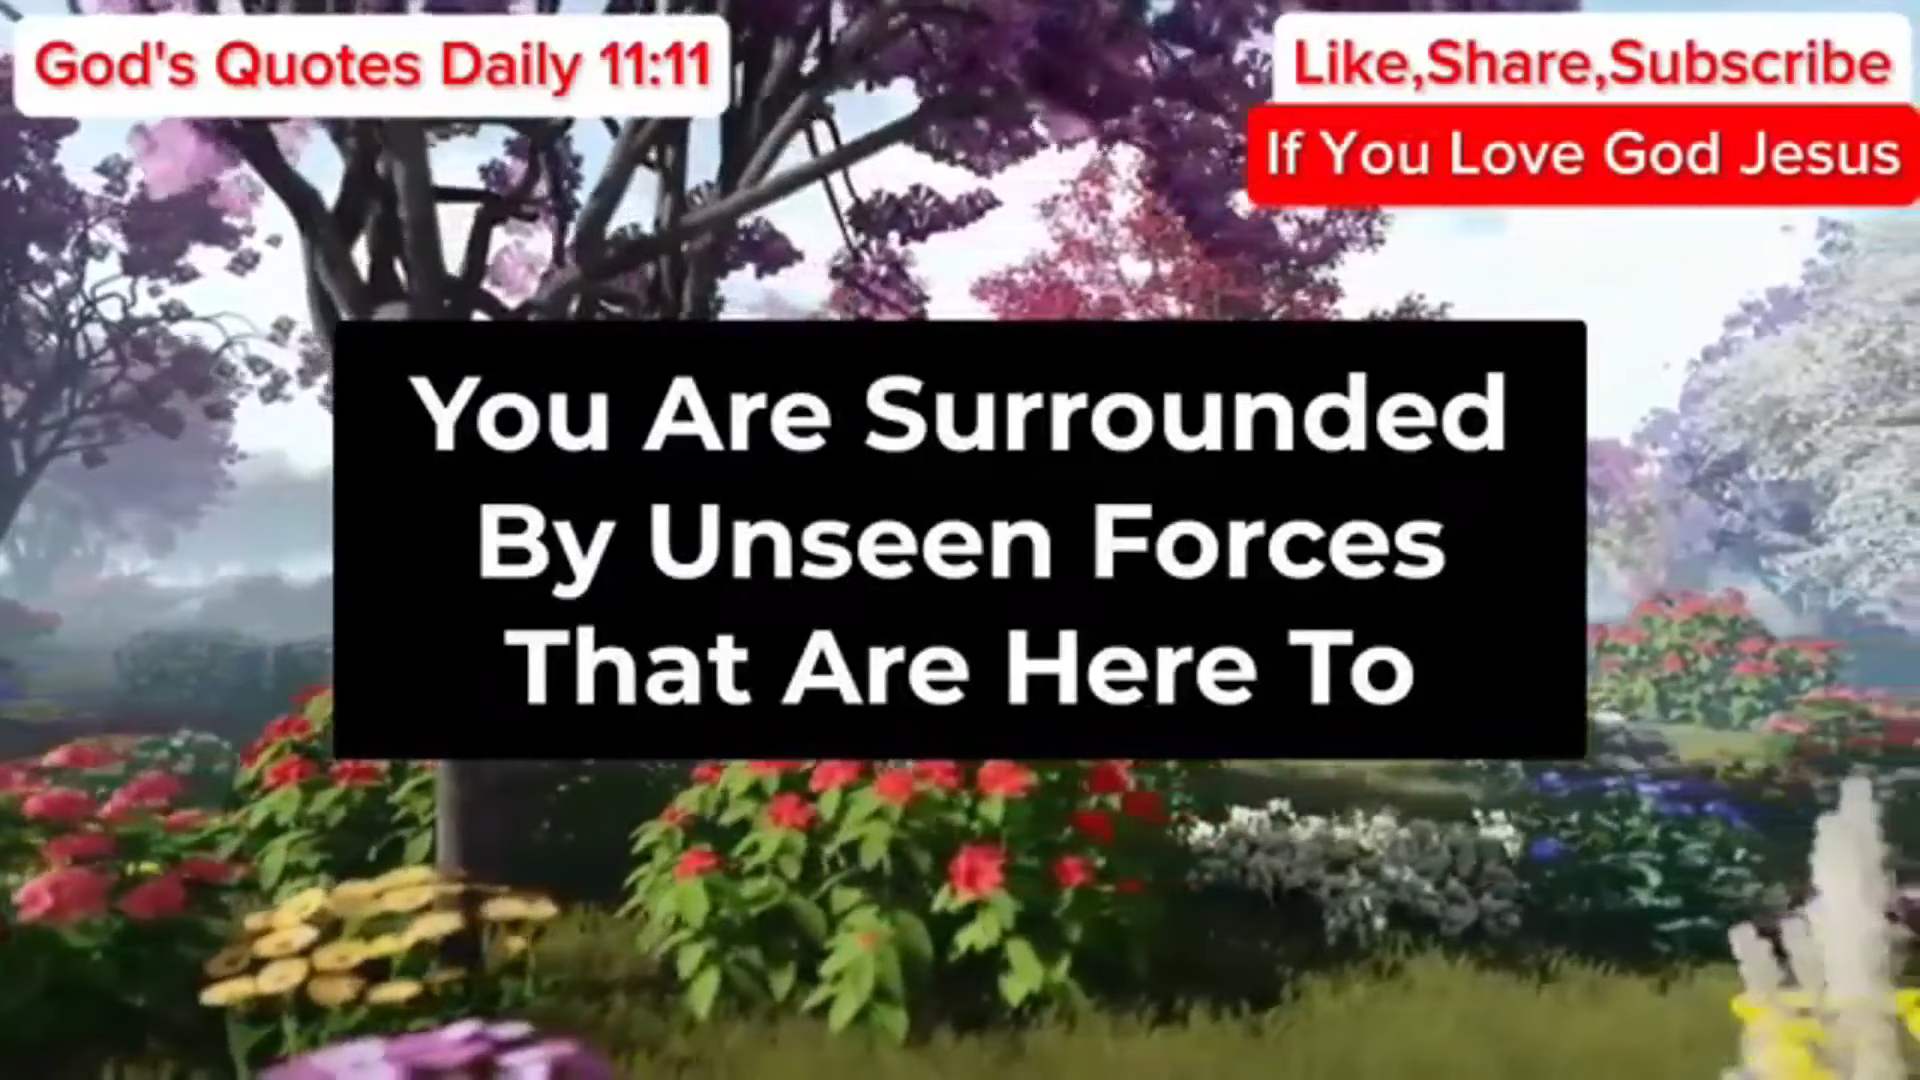 God's Quotes Daily 11:11
Like,Share,Subscribe
If You Love God Jesus
You Are Surrounded
By Unseen Forces
That Are Here To